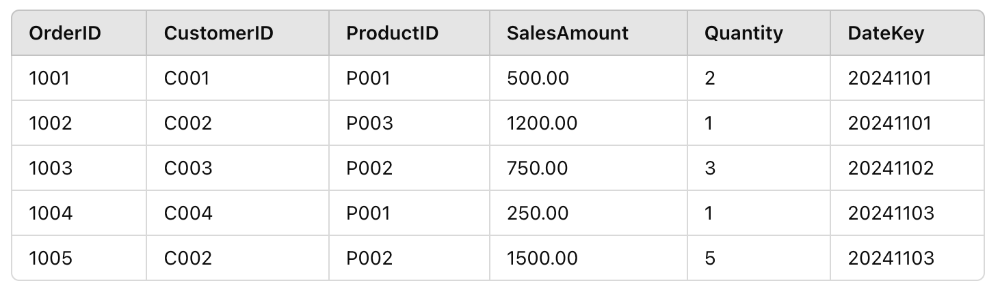 OrderID CustomerID ProductID SalesAmount Quantity DateKey
1001 C001 P001 500.00 2 20241101
1002 C002 P003 1200.00 1 20241101
1003 C003 P002 750.00 3 20241102
1004 C004 P001 250.00 1 20241103
1005 C002 P002 1500.00 5 20241103